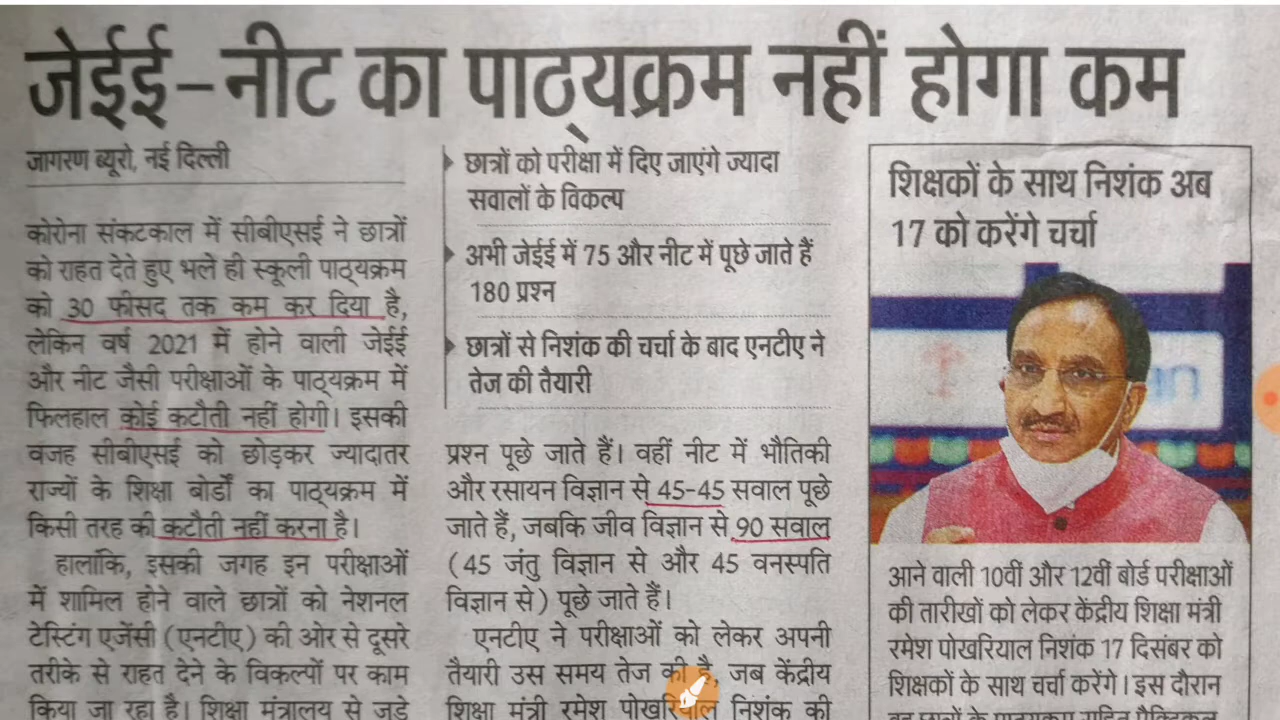 जेईई-नीट का पाठ्यक्रम नहीं होगा कम
जागरण ब्यूरो, नई दिल्ली
कोरोना संकटकाल में सीबीएसई ने छात्रों
को राहत देते हुए भले ही स्कूली पाठ्यक्रम
को 30 फीसद तक कम कर दिया है,
लेकिन वर्ष 2021 में होने वाली जेईई
और नीट जैसी परीक्षाओं के पाठ्यक्रम में
फिलहाल कोई कटौती नहीं होगी। इसकी
वजह सीबीएसई को छोड़कर ज्यादातर
राज्यों के शिक्षा बोर्डों का पाठ्यक्रम में
किसी तरह की कटौती नहीं करना है।
हालांकि, इसकी जगह इन परीक्षाओं
में शामिल होने वाले छात्रों को नेशनल
टेस्टिंग एजेंसी (एनटीए) की ओर से दूसरे
तरीके से राहत देने के विकल्पों पर काम
किया जा रहा है। शिक्षा मंत्रालय से जुड़े
छात्रों को परीक्षा में दिए जाएंगे ज्यादा
सवालों के विकल्प
अभी जेईई में 75 और नीट में पूछे जाते हैं
180 प्रश्न
छात्रों से निशंक की चर्चा के बाद एनटीए ने
तेज की तैयारी
प्रश्न पूछे जाते हैं। वहीं नीट में भौतिकी
और रसायन विज्ञान से 45-45 सवाल पूछे
जाते हैं, जबकि जीव विज्ञान से 90 सवाल
(45 जंतु विज्ञान से और 45 वनस्पति
विज्ञान से) पूछे जाते हैं।
एनटीए ने परीक्षाओं को लेकर अपनी
तैयारी उस समय तेज की है, जब केंद्रीय
शिक्षा मंत्री रमेश पोखरियाल निशंक की
शिक्षकों के साथ निशंक अब
17 को करेंगे चर्चा
आने वाली 10वीं और 12वीं बोर्ड परीक्षाओं
की तारीखों को लेकर केंद्रीय शिक्षा मंत्री
रमेश पोखरियाल निशंक 17 दिसंबर को
शिक्षकों के साथ चर्चा करेंगे। इस दौरान